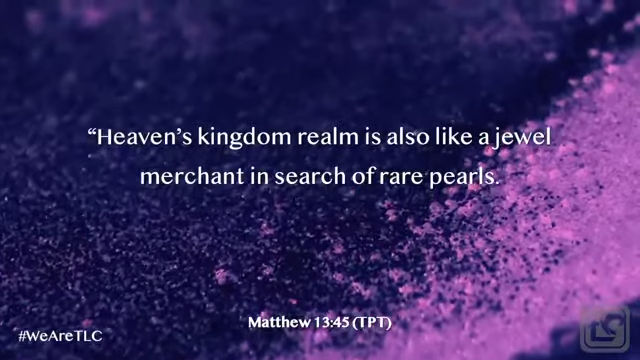 “Heaven’s kingdom realm is also like a jewel
merchant in search of rare pearls.
Matthew 13:45 (TPT)
#WeAreTLC